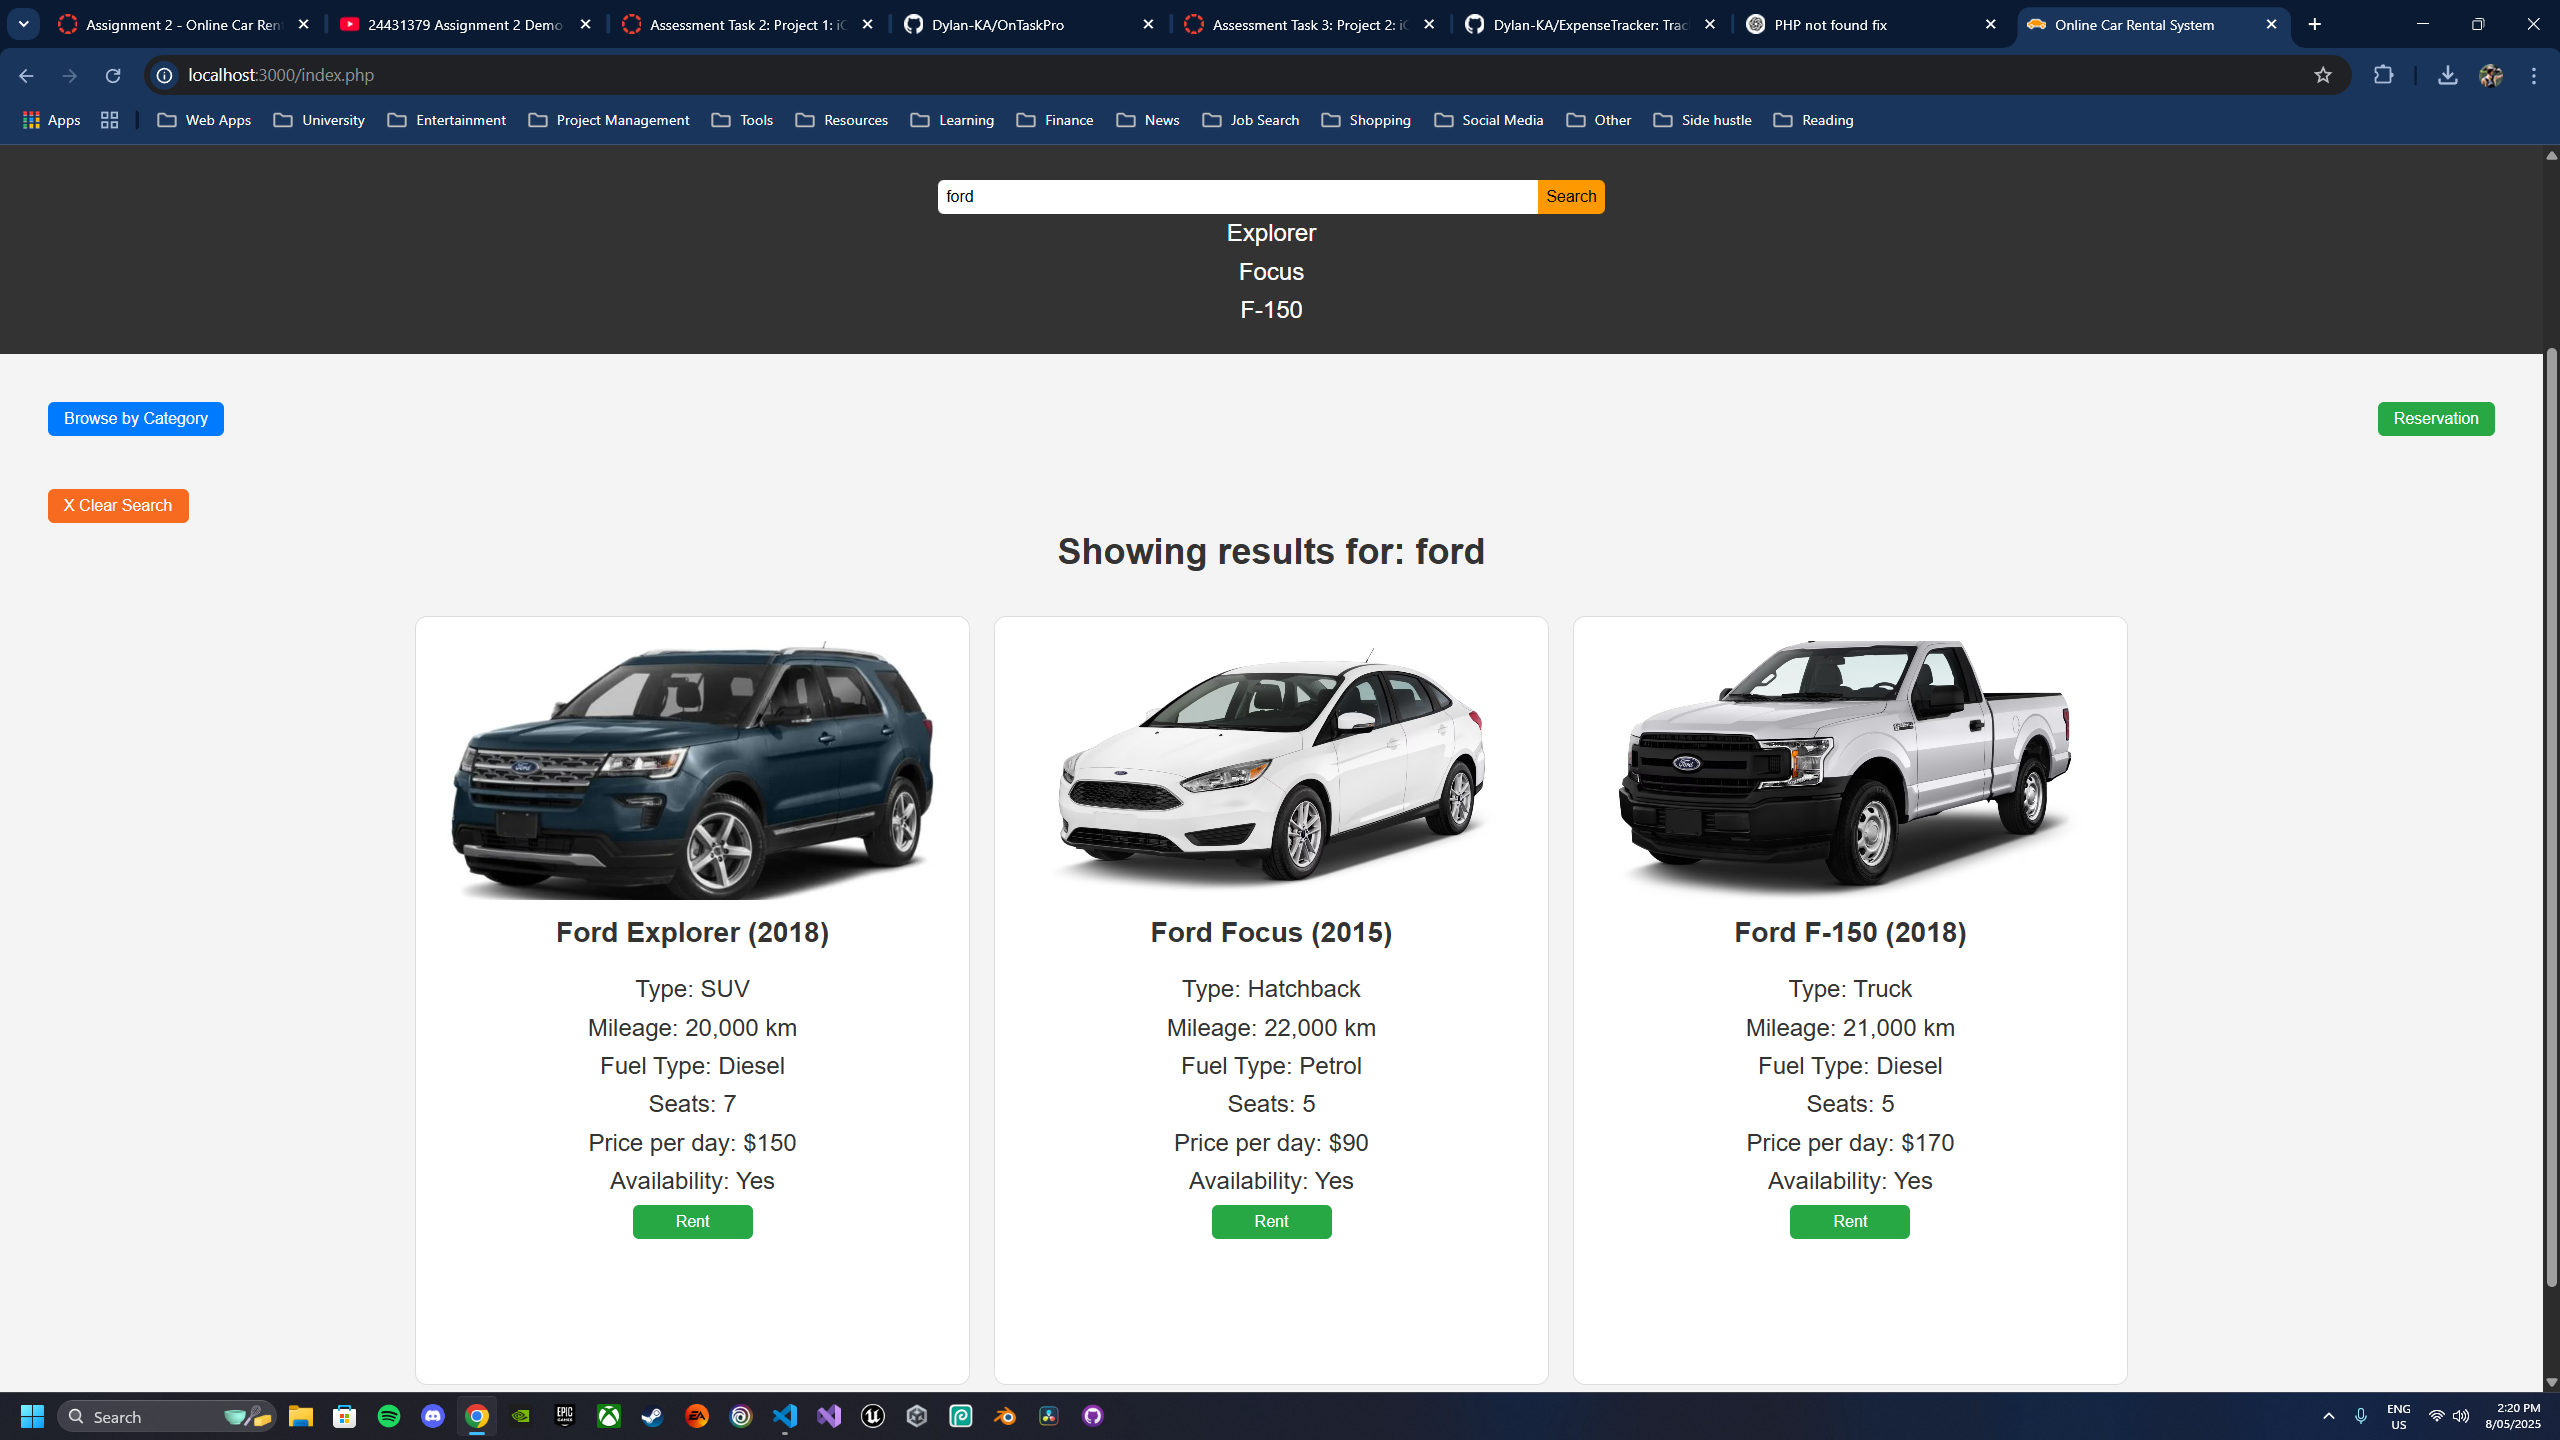 Assignment 2 - Online Car Ren
24431379 Assignment 2 Demo
Assessment Task 2: Project 1: iO
Dylan-KA/OnTaskPro
Assessment Task 3: Project 2: iO
Dylan-KA/ExpenseTracker: Trac
PHP not found fix
Online Car Rental System
localhost:3000/index.php
Apps
Web Apps
University
Entertainment
Project Management
Tools
Resources
Learning
Finance
News
Job Search
Shopping
Social Media
Other
Side hustle
Reading
ford
Search
Explorer
Focus
F-150
Browse by Category
Reservation
X Clear Search
Showing results for: ford
Ford Explorer (2018)
Type: SUV
Mileage: 20,000 km
Fuel Type: Diesel
Seats: 7
Price per day: $150
Availability: Yes
Rent
Ford Focus (2015)
Type: Hatchback
Mileage: 22,000 km
Fuel Type: Petrol
Seats: 5
Price per day: $90
Availability: Yes
Rent
Ford F-150 (2018)
Type: Truck
Mileage: 21,000 km
Fuel Type: Diesel
Seats: 5
Price per day: $170
Availability: Yes
Rent
Search
EPIC
GAMES
EA
ENG
US
2:20 PM
8/05/2025